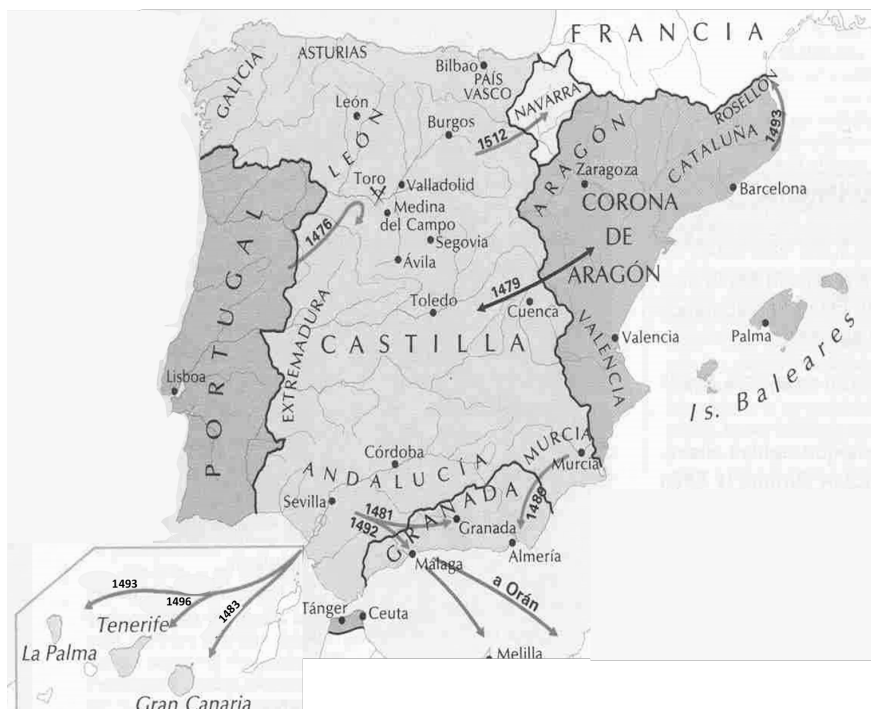 FRANCIA
ASTURIAS
GALICIA
Bilbao
PAÍS
VASCO
NAVARRA
ROSELLÓN
León
LEÓN
Burgos
1512
ARAGÓN
CATALUÑA
1493
Zaragoza
Toro
Valladolid
Medina
del Campo
Barcelona
CORONA
DE
ARAGÓN
1476
Segovia
Ávila
1479
Toledo
Cuenca
PORTUGAL
EXTREMADURA
CASTILLA
VALENCIA
Valencia
Palma
Is. Baleares
Lisboa
Córdoba
ANDALUCÍA
MURCIA
Murcia
Sevilla
1481
1492
GRANADA
Granada
1488
Almería
Málaga
a Orán
1493
1496
1483
Tánger
Ceuta
Tenerife
La Palma
Melilla
Gran Canaria